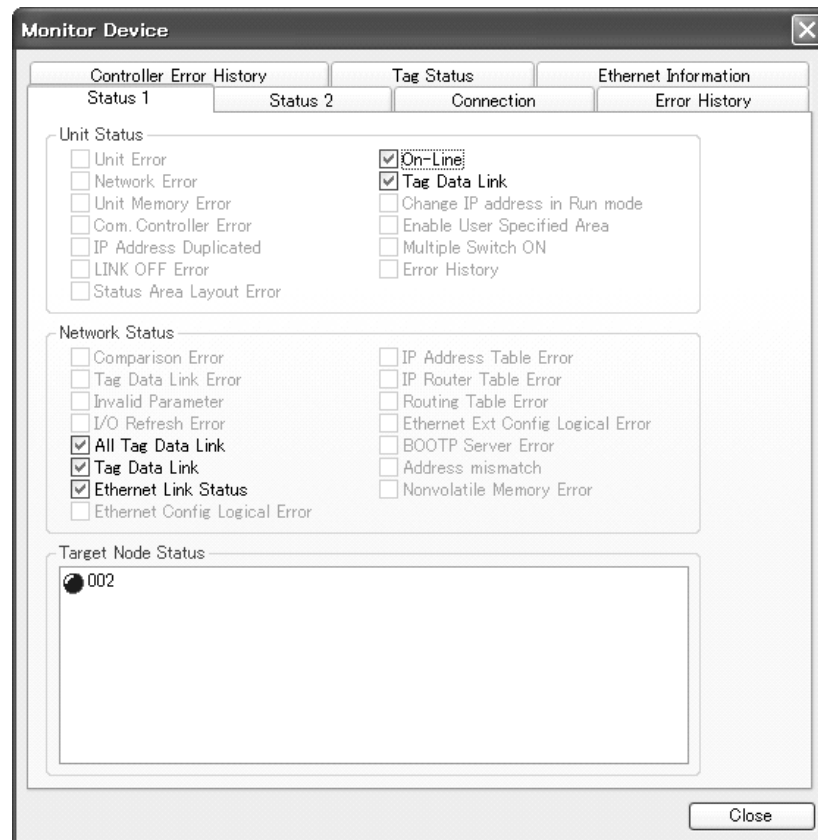 Monitor Device
Controller Error History
Tag Status
Ethernet Information
Status 1
Status 2
Connection
Error History
Unit Status
Unit Error
Network Error
Unit Memory Error
Com. Controller Error
IP Address Duplicated
LINK OFF Error
Status Area Layout Error
On-Line
Tag Data Link
Change IP address in Run mode
Enable User Specified Area
Multiple Switch ON
Error History
Network Status
Comparison Error
Tag Data Link Error
Invalid Parameter
I/O Refresh Error
All Tag Data Link
Tag Data Link
Ethernet Link Status
Ethernet Config Logical Error
IP Address Table Error
IP Router Table Error
Routing Table Error
Ethernet Ext Config Logical Error
BOOTP Server Error
Address mismatch
Nonvolatile Memory Error
Target Node Status
002
Close